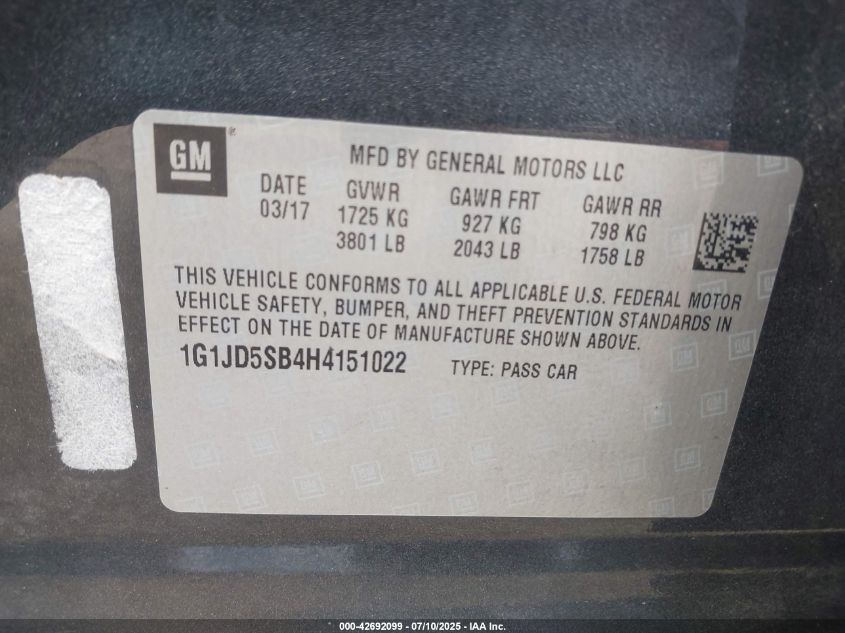 GM®
MFD BY GENERAL MOTORS LLC
DATE GVWR GAWR FRT GAWR RR
03/17 1725 KG 927 KG 798 KG
3801 LB 2043 LB 1758 LB
THIS VEHICLE CONFORMS TO ALL APPLICABLE U.S. FEDERAL MOTOR
VEHICLE SAFETY, BUMPER, AND THEFT PREVENTION STANDARDS IN
EFFECT ON THE DATE OF MANUFACTURE SHOWN ABOVE.
1G1JD5SB4H4151022 TYPE: PASS CAR
000-42692099 / 07/10/2025 - IAA Inc.